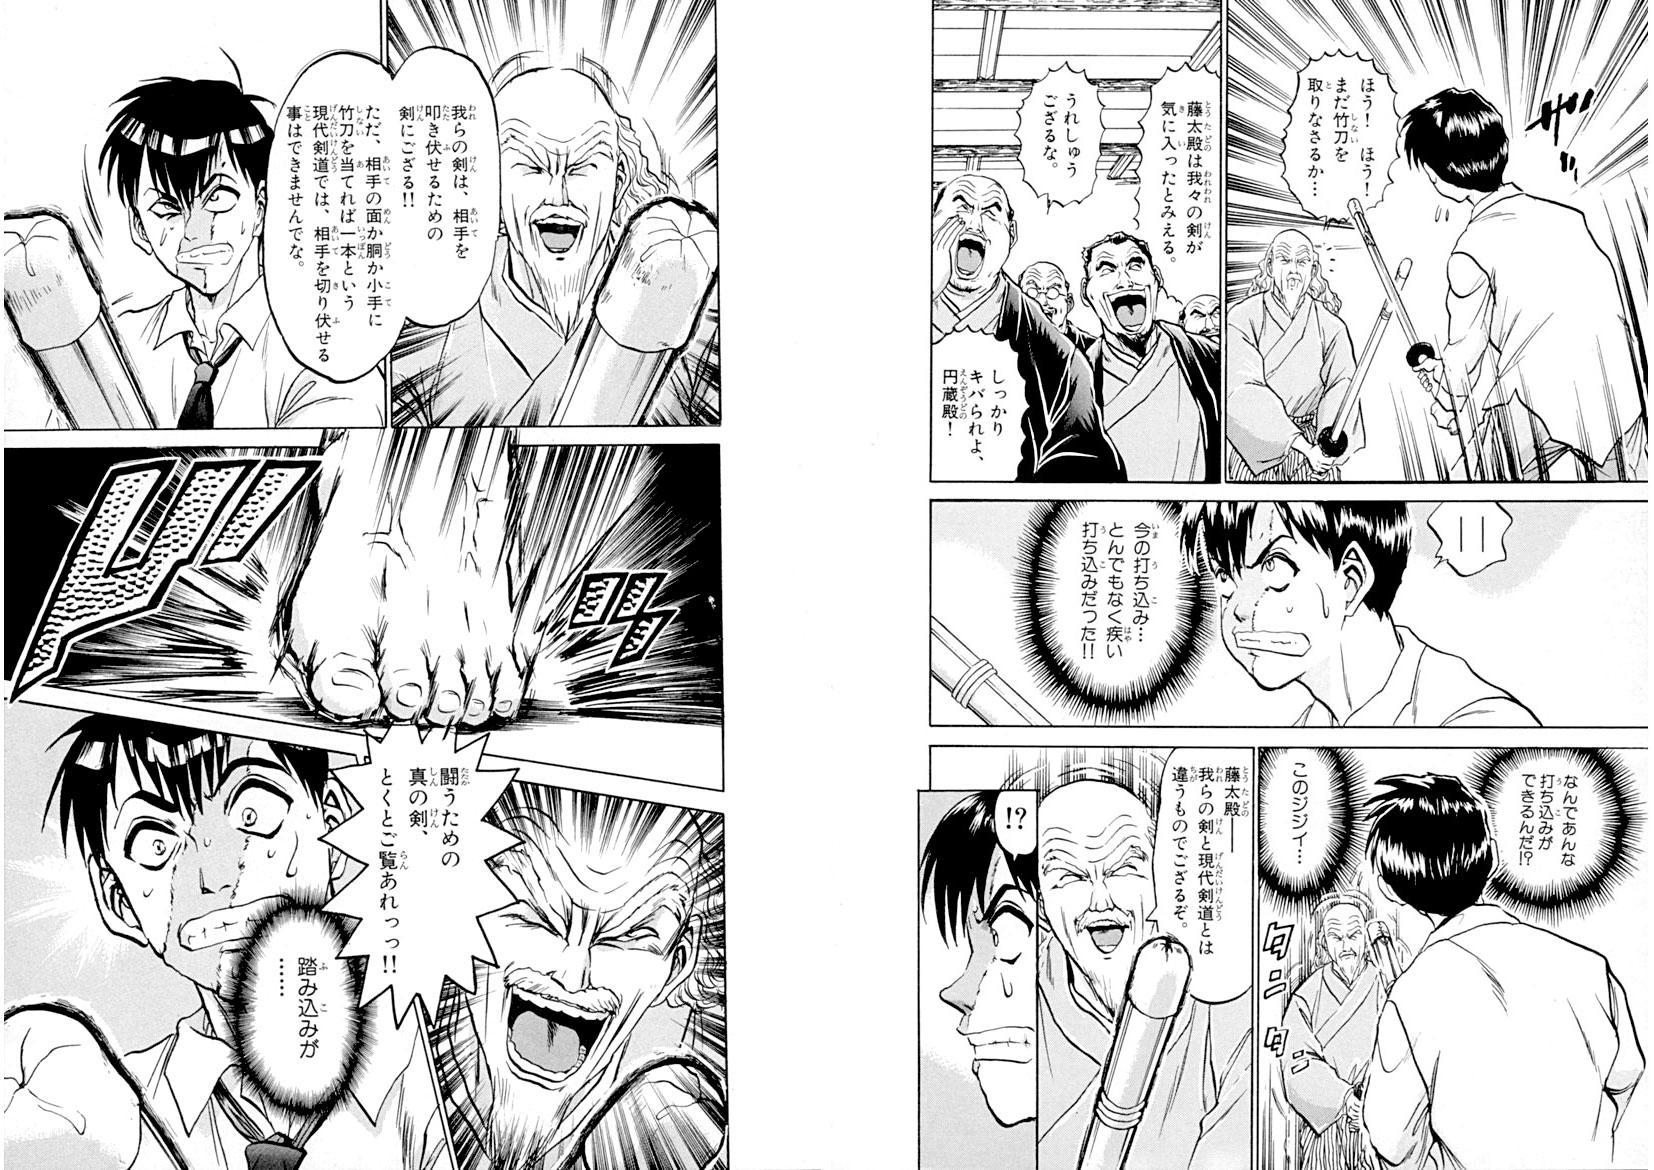 ほう！ほう！
まだ竹刀を
取りなさるか…
うれしゅう
ござるな。
藤太殿は我々の剣が
気に入ったとみえる。
しっかり
キバられよ、
円蔵殿！
今の打ち込み…
とんでもなく疾い
打ち込みだった!!
なんであんな
打ち込みが
できるんだ!?
このジジイ…
藤太殿──
我らの剣と現代剣道とは
違うものでござるぞ。
!?
我らの剣は、相手を
叩き伏せるための
剣にござる!!
ただ、相手の面か胴か小手に
竹刀を当てれば一本という
現代剣道では、相手を切り伏せる
事はできませんでな。
闘うための
真の剣、
とくとご覧あれっっ!!
踏み込みが
……